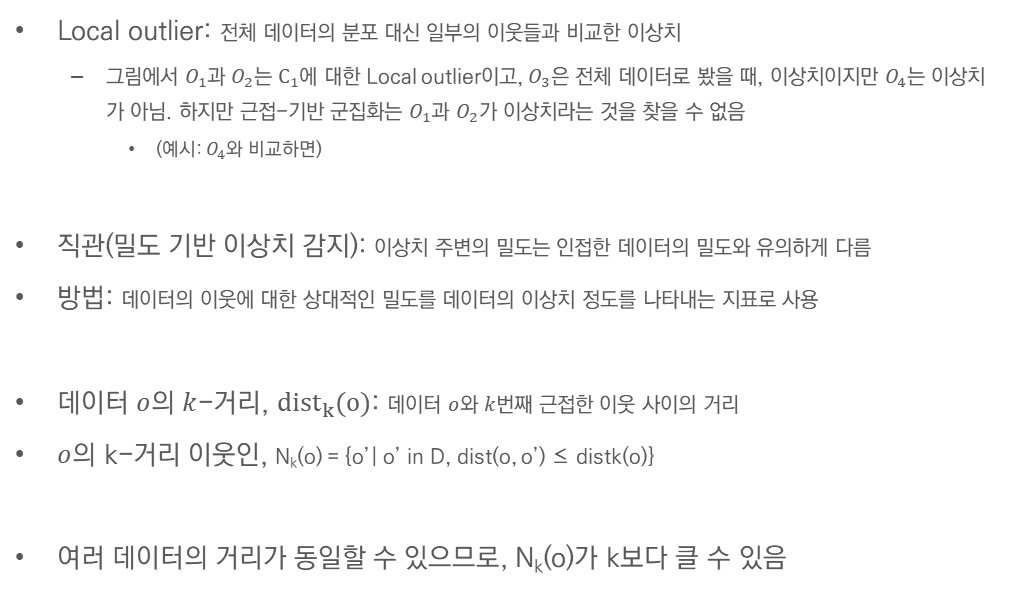 • Local outlier: 전체 데이터의 분포 대신 일부의 이웃들과 비교한 이상치
– 그림에서 𝑂₁과 𝑂₂는 C₁에 대한 Local outlier이고, 𝑂₃은 전체 데이터로 봤을 때, 이상치이지만 𝑂₄는 이상치
가 아님. 하지만 근접-기반 군집화는 𝑂₁과 𝑂₂가 이상치라는 것을 찾을 수 없음
• (예시: 𝑂₄와 비교하면)
• 직관(밀도 기반 이상치 감지): 이상치 주변의 밀도는 인접한 데이터의 밀도와 유의하게 다름
• 방법: 데이터의 이웃에 대한 상대적인 밀도를 데이터의 이상치 정도를 나타내는 지표로 사용
• 데이터 𝑜의 𝑘-거리, distₖ(o): 데이터 𝑜와 𝑘번째 근접한 이웃 사이의 거리
• 𝑜의 k-거리 이웃인, Nₖ(o) = {o’| o’ in D, dist(o, o’) ≤ distk(o)}
• 여러 데이터의 거리가 동일할 수 있으므로, Nₖ(o)가 k보다 클 수 있음